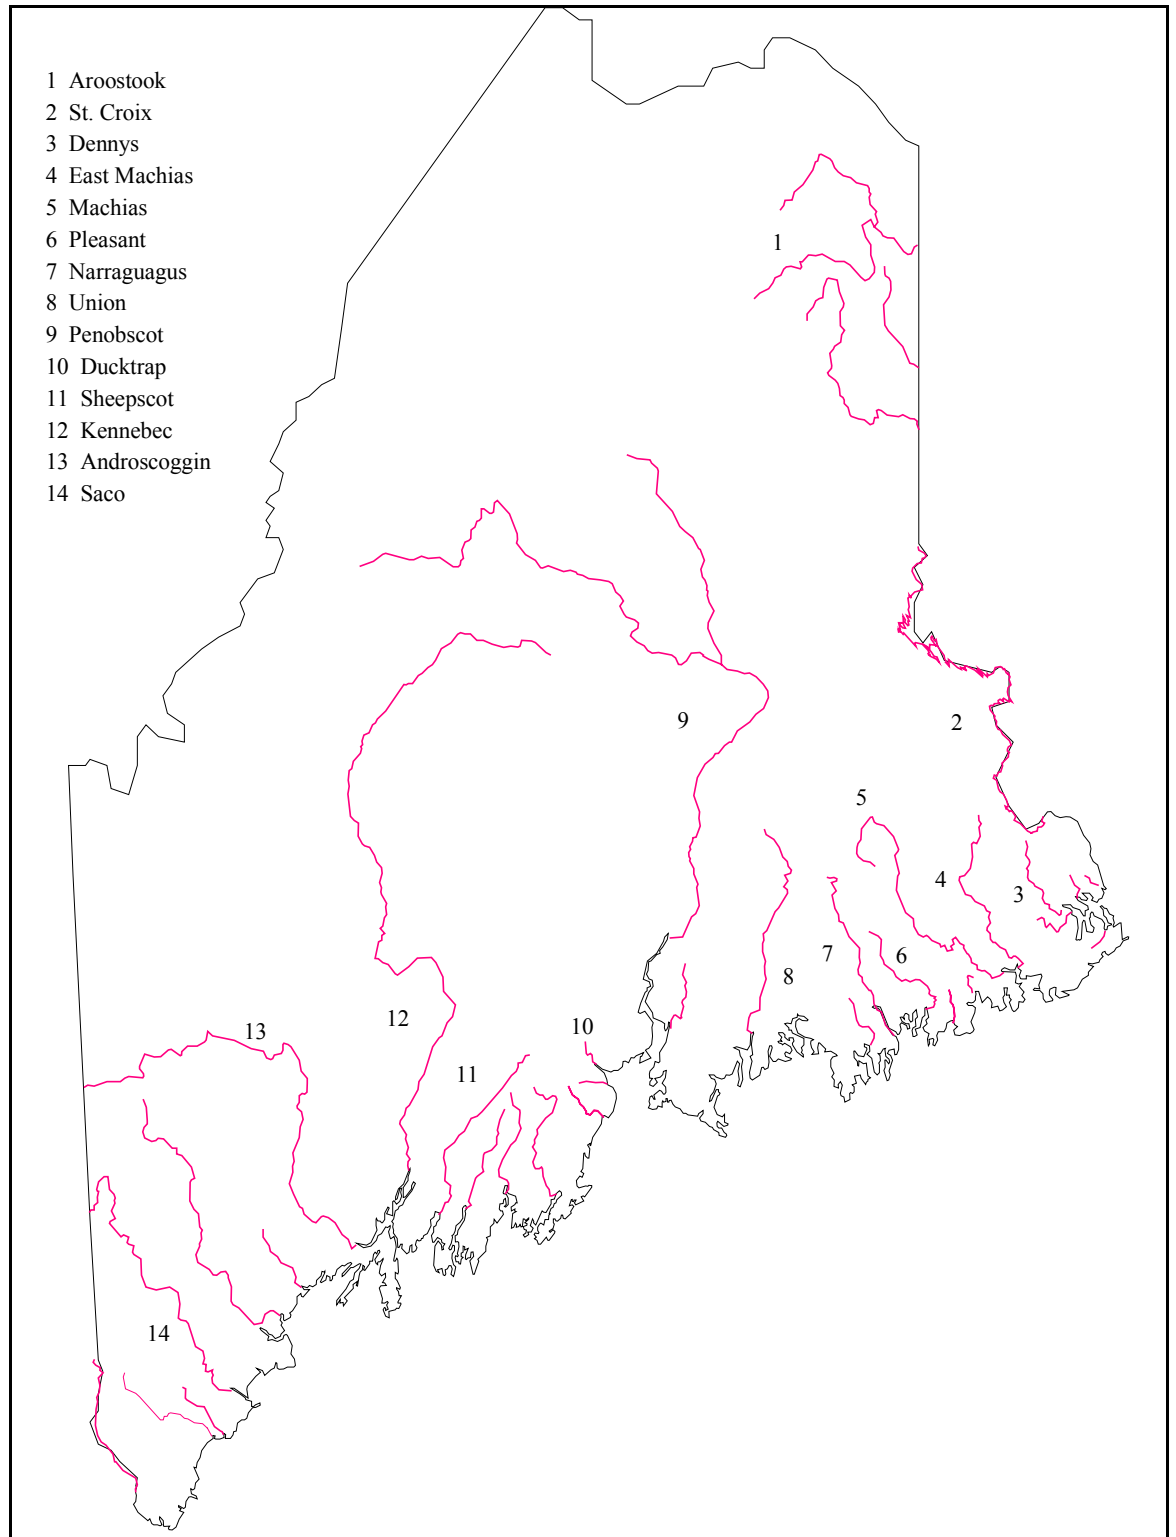 1 Aroostook
2 St. Croix
3 Dennys
4 East Machias
5 Machias
6 Pleasant
7 Narraguagus
8 Union
9 Penobscot
10 Ducktrap
11 Sheepscot
12 Kennebec
13 Androscoggin
14 Saco
1
9
2
5
4
3
7
6
8
12
13
10
11
14